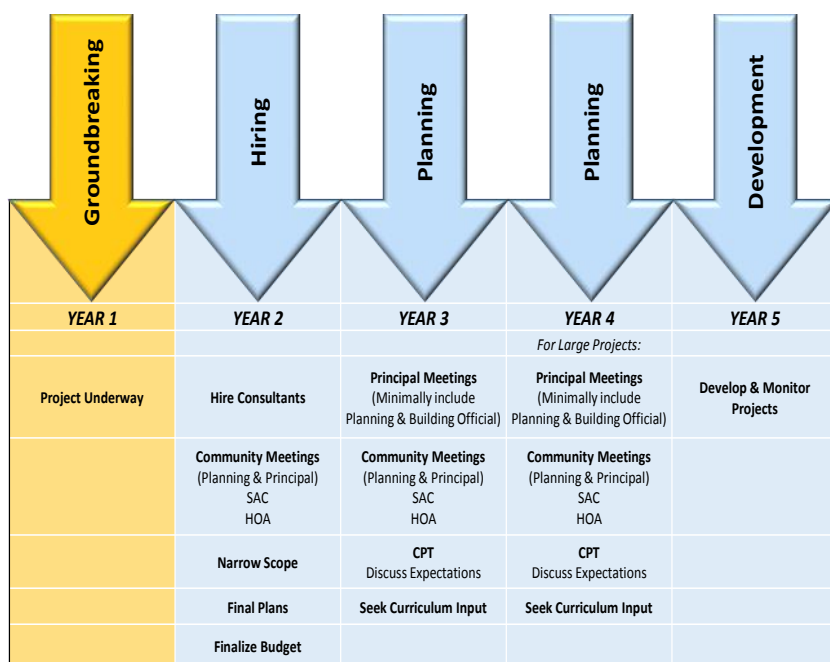 Groundbreaking
Hiring
Planning
Planning
Development
YEAR 1
YEAR 2
YEAR 3
YEAR 4
YEAR 5
For Large Projects:
Project Underway
Hire Consultants
Principal Meetings
(Minimally include
Planning & Building Official)
Principal Meetings
(Minimally include
Planning & Building Official)
Develop & Monitor
Projects
Community Meetings
(Planning & Principal)
SAC
HOA
Community Meetings
(Planning & Principal)
SAC
HOA
Community Meetings
(Planning & Principal)
SAC
HOA
Narrow Scope
CPT
Discuss Expectations
CPT
Discuss Expectations
Final Plans
Seek Curriculum Input
Seek Curriculum Input
Finalize Budget